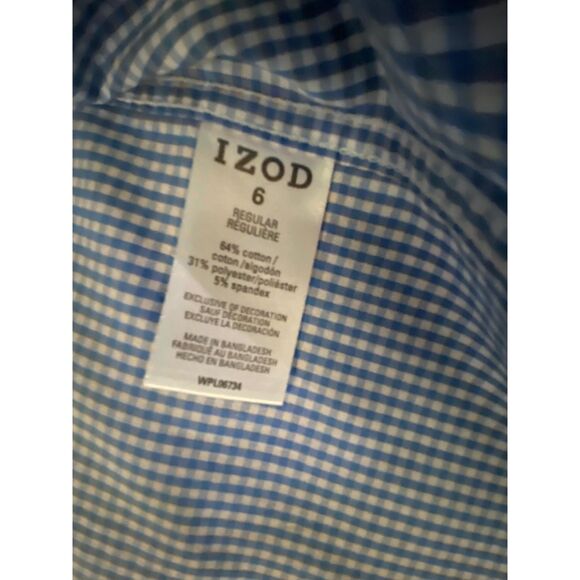 IZOD
6
REGULAR
RÉGULIÈRE
64% cotton /
coton /algodón
31% polyester/poliéster
5% spandex
EXCLUSIVE OF DECORATION
SAUF DÉCORATION
EXCLUYE LA DECORACIÓN
MADE IN BANGLADESH
FABRIQUÉ AU BANGLADESH
HECHO EN BANGLADESH
WPL06734